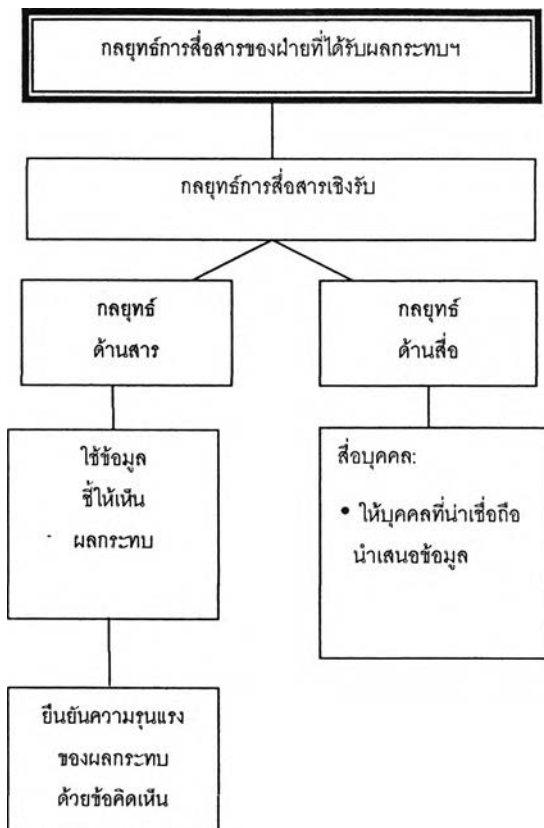 กลยุทธ์การสื่อสารของฝ่ายที่ได้รับผลกระทบฯ
กลยุทธ์การสื่อสารเชิงรับ
กลยุทธ์
ด้านสาร
กลยุทธ์
ด้านสื่อ
ใช้ข้อมูล
ชี้ให้เห็น
ผลกระทบ
สื่อบุคคล:
• ให้บุคคลที่น่าเชื่อถือ
นำเสนอข้อมูล
ยืนยันความรุนแรง
ของผลกระทบ
ด้วยข้อคิดเห็น